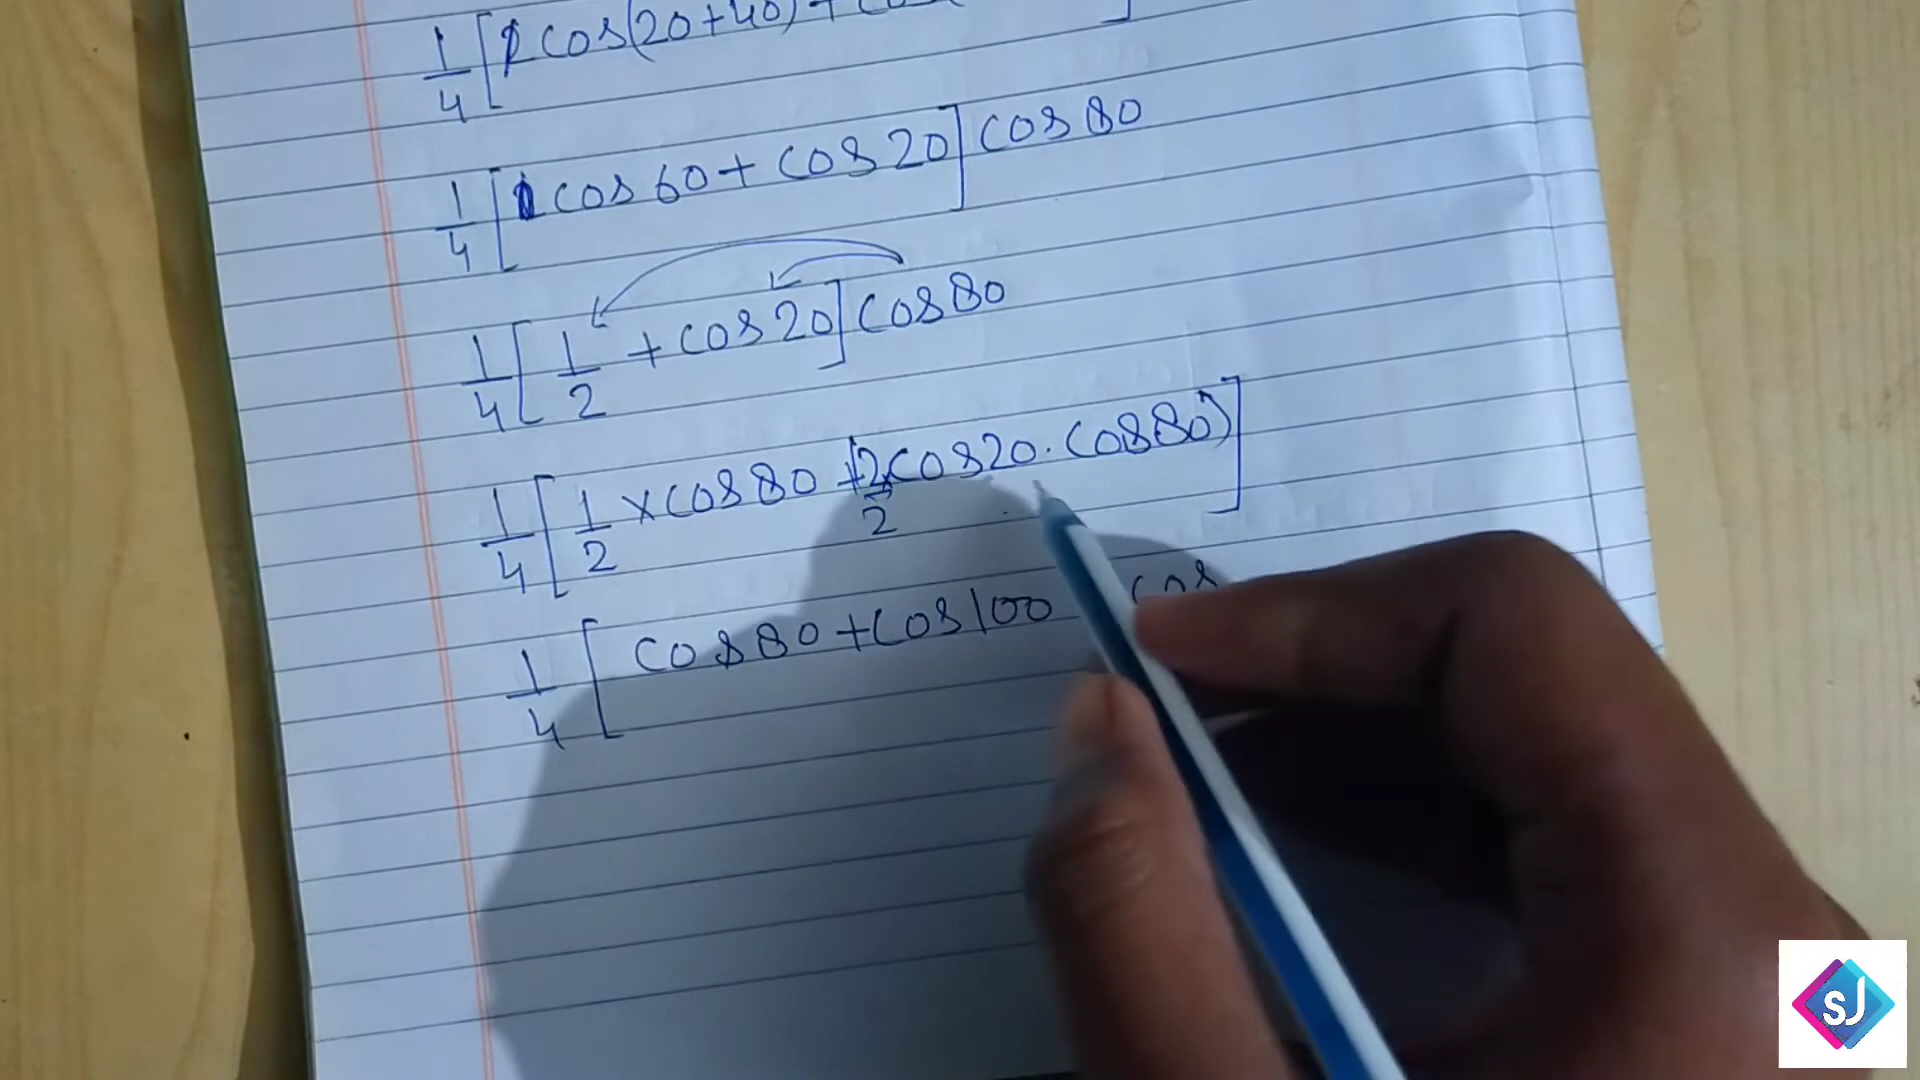 1/4 [1 cos(20+40) +
1/4 [1 cos 60 + cos 20] cos 80
1/4 [1/2 + cos 20] cos 80
1/4 [1/2 × cos 80 + 2/2 cos 20 . cos 80)]
1/4 [cos 80 + cos 100 cos
SJ